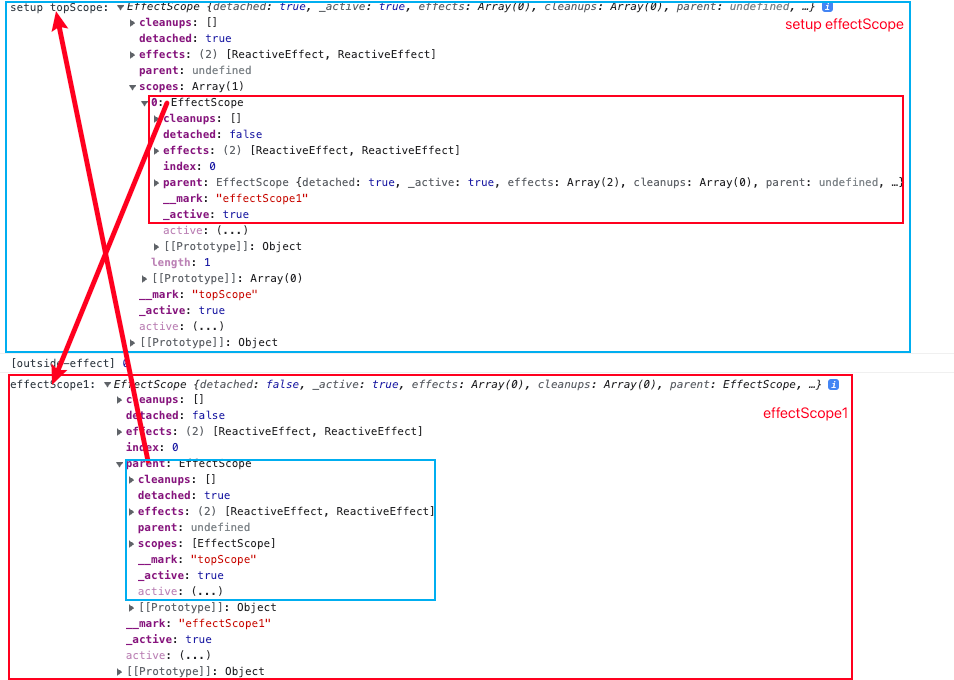 setup topScope: ▼EffectScope {detached: true, _active: true, effects: Array(0), cleanups: Array(0), parent: undefined, …} i
setup effectScope
▶cleanups: []
detached: true
▶effects: (2) [ReactiveEffect, ReactiveEffect]
parent: undefined
▼scopes: Array(1)
▼0: EffectScope
▶cleanups: []
detached: false
▶effects: (2) [ReactiveEffect, ReactiveEffect]
index: 0
▶parent: EffectScope {detached: true, _active: true, effects: Array(2), cleanups: Array(0), parent: undefined, …}
__mark: "effectScope1"
_active: true
active: (...)
▶[[Prototype]]: Object
length: 1
▶[[Prototype]]: Array(0)
__mark: "topScope"
_active: true
active: (...)
▶[[Prototype]]: Object
[outside-effect] 0
effectScope1: ▼EffectScope {detached: false, _active: true, effects: Array(0), cleanups: Array(0), parent: EffectScope, …} i
▶cleanups: []
effectScope1
detached: false
▶effects: (2) [ReactiveEffect, ReactiveEffect]
index: 0
▼parent: EffectScope
▶cleanups: []
detached: true
▶effects: (2) [ReactiveEffect, ReactiveEffect]
parent: undefined
▶scopes: [EffectScope]
__mark: "topScope"
_active: true
active: (...)
▶[[Prototype]]: Object
__mark: "effectScope1"
_active: true
active: (...)
▶[[Prototype]]: Object